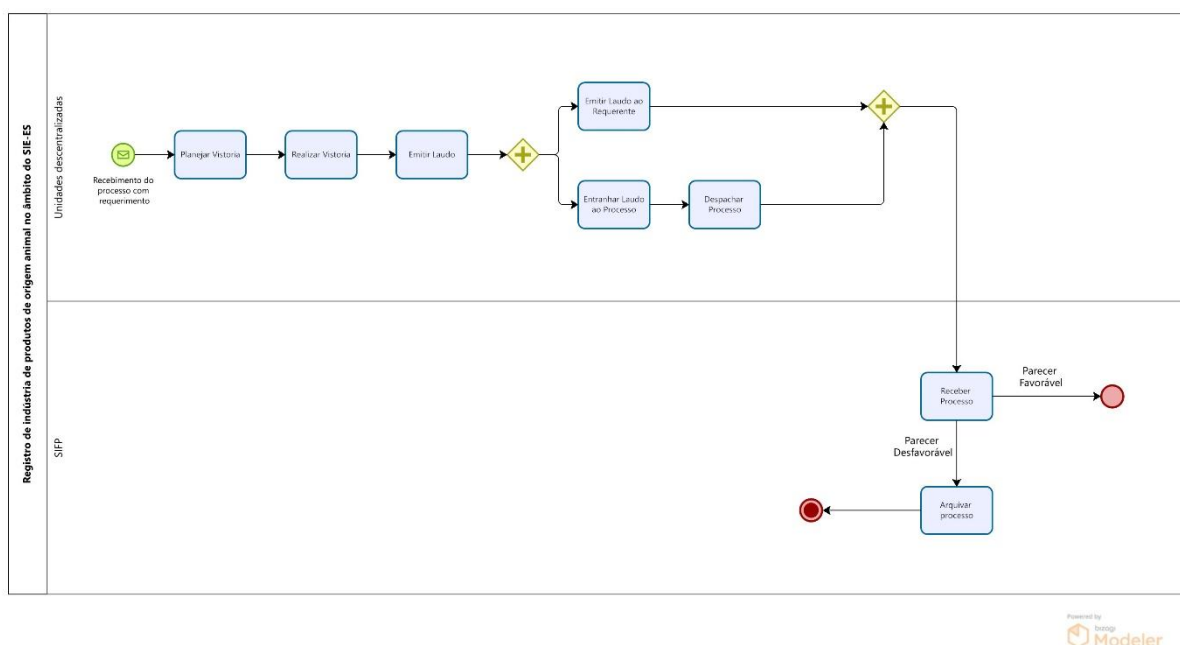 Registro de indústria de produtos de origem animal no âmbito do SIE-ES
Unidades descentralizadas
Recebimento do
processo com
requerimento
Planejar Vistoria
Realizar Vistoria
Emitir Laudo
Emitir Laudo ao
Requerente
Entranhar Laudo
ao Processo
Despachar
Processo
SIFP
Receber
Processo
Parecer
Favorável
Parecer
Desfavorável
Arquivar
processo
Powered by
bizagi
Modeler